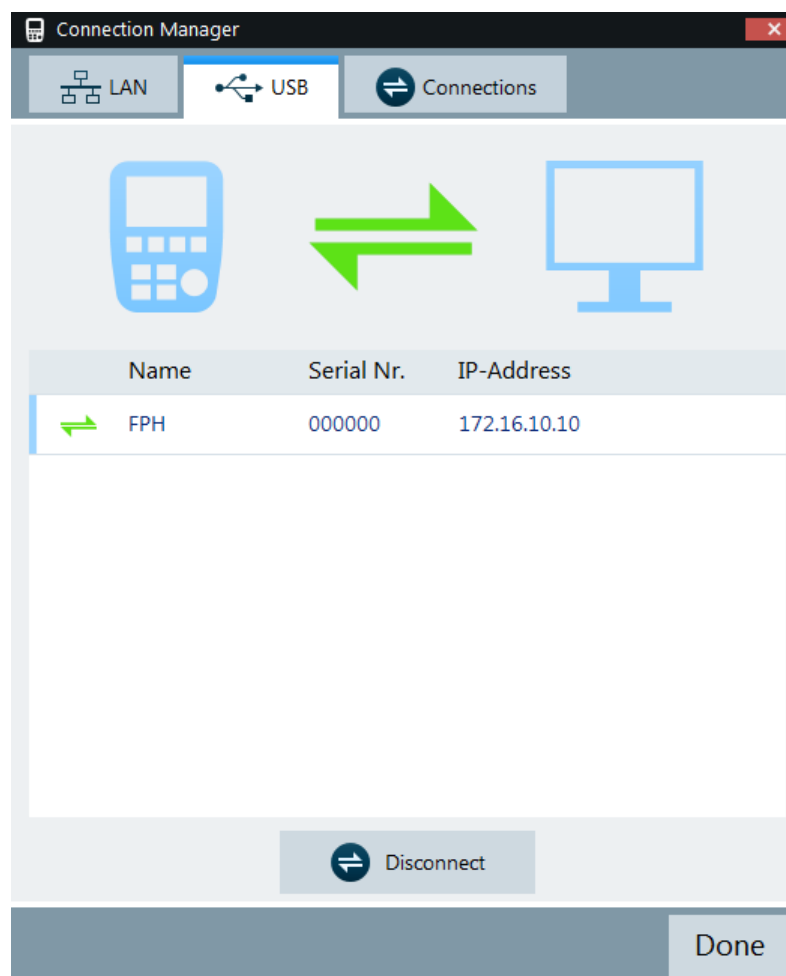 Connection Manager
LAN USB Connections
Name Serial Nr. IP-Address
FPH 000000 172.16.10.10
Disconnect
Done